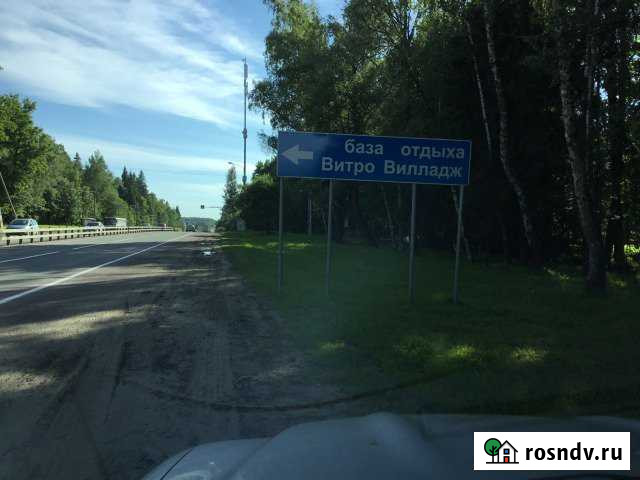 база отдыха
Витро Вилладж
rosndv.ru